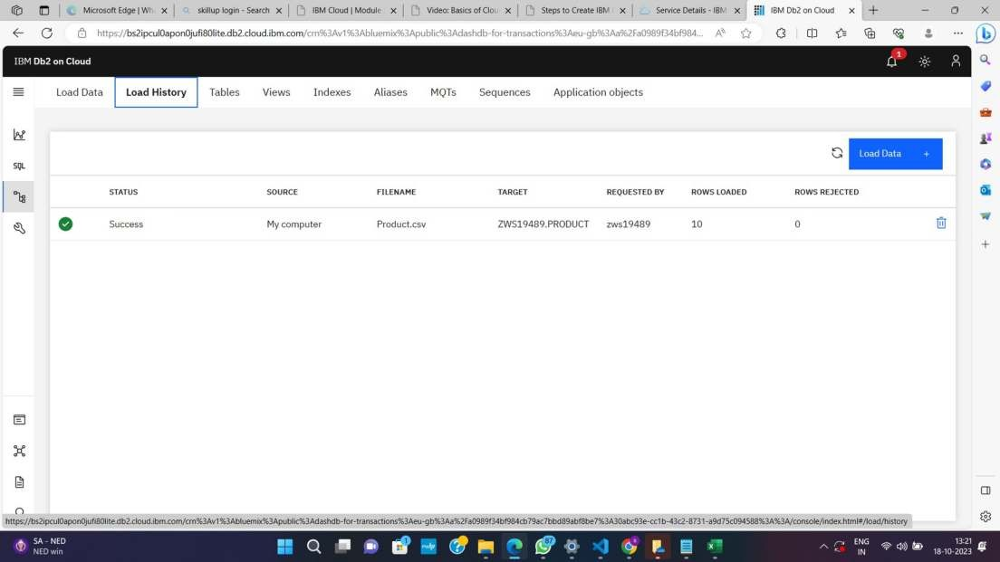 Microsoft Edge | Wh
skillup login - Search
IBM Cloud | Module
Video: Basics of Clou
Steps to Create IBM
Service Details - IBM
IBM Db2 on Cloud
https://bs2ipcul0apon0jufi80lite.db2.cloud.ibm.com/crn%3Av1%3Abluemix%3Apublic%3Adashdb-for-transactions%3Aeu-gb%3Aa%2Fa0989f34bf984...
IBM Db2 on Cloud
1
Load Data
Load History
Tables
Views
Indexes
Aliases
MQTs
Sequences
Application objects
SQL
Load Data +
STATUS SOURCE FILENAME TARGET REQUESTED BY ROWS LOADED ROWS REJECTED
Success My computer Product.csv ZWS19489.PRODUCT zws19489 10 0
https://bs2ipcul0apon0jufi80lite.db2.cloud.ibm.com/crn%3Av1%3Abluemix%3Apublic%3Adashdb-for-transactions%3Aeu-gb%3Aa%2Fa0989f34bf984cb79ac7bbd89abf8be7%3A30abc93e-cc1b-43c2-8731-a9d75c094588%3A%3A/console/index.html#/load/history
SA - NED
NED win
87
ENG
IN
13:21
18-10-2023